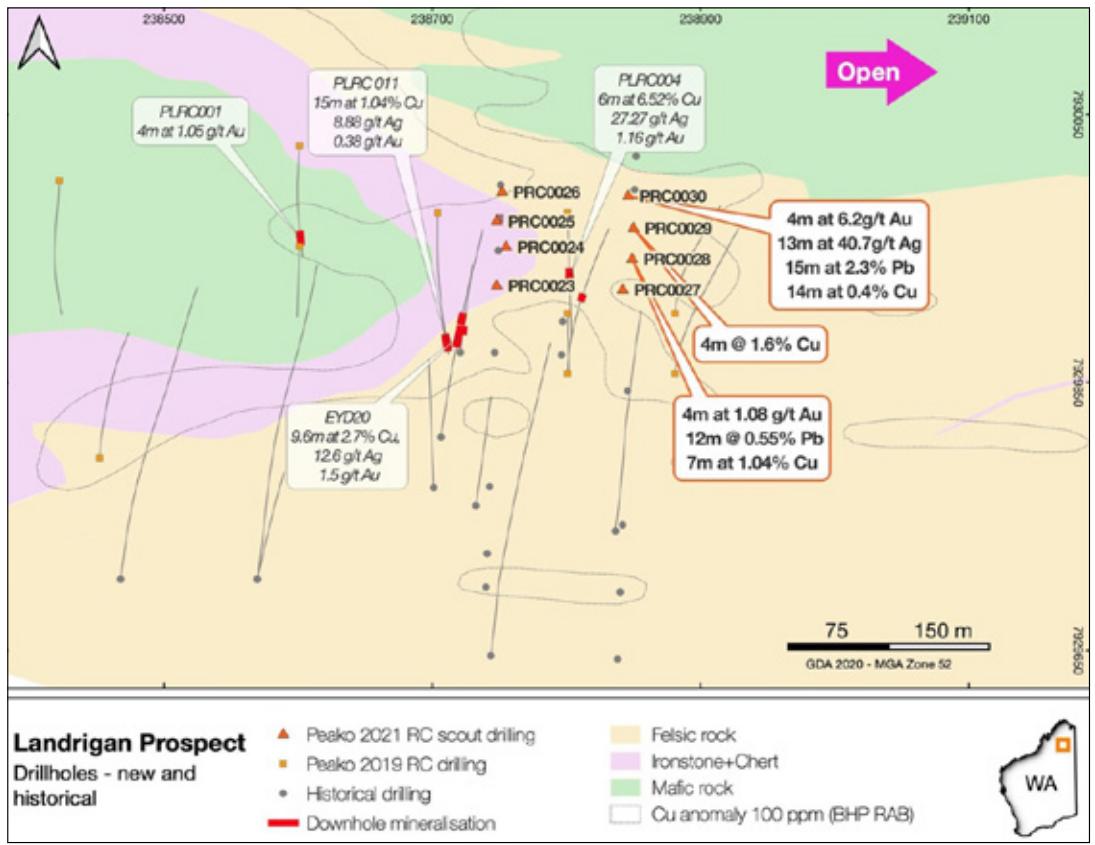 238500
238700
238900
239100
Open
7930050
PLRC001
4m at 1.05 g/t Au
PLRC 011
15m at 1.04% Cu
8.88 g/t Ag
0.38 g/t Au
PLRC004
6m at 6.52% Cu
27.27 g/t Ag
1.16 g/t Au
PRC0026
PRC0025
PRC0024
PRC0023
PRC0030
PRC0029
PRC0028
PRC0027
4m at 6.2g/t Au
13m at 40.7g/t Ag
15m at 2.3% Pb
14m at 0.4% Cu
4m @ 1.6% Cu
7929850
4m at 1.08 g/t Au
12m @ 0.55% Pb
7m at 1.04% Cu
EYD20
9.6m at 2.7% Cu,
12.6 g/t Ag
1.5 g/t Au
75 150 m
GDA 2020 - MGA Zone 52
7929650
Landrigan Prospect
Drillholes - new and
historical
Peako 2021 RC scout drilling
Peako 2019 RC drilling
Historical drilling
Downhole mineralisation
Felsic rock
Ironstone+Chert
Mafic rock
Cu anomaly 100 ppm (BHP RAB)
WA